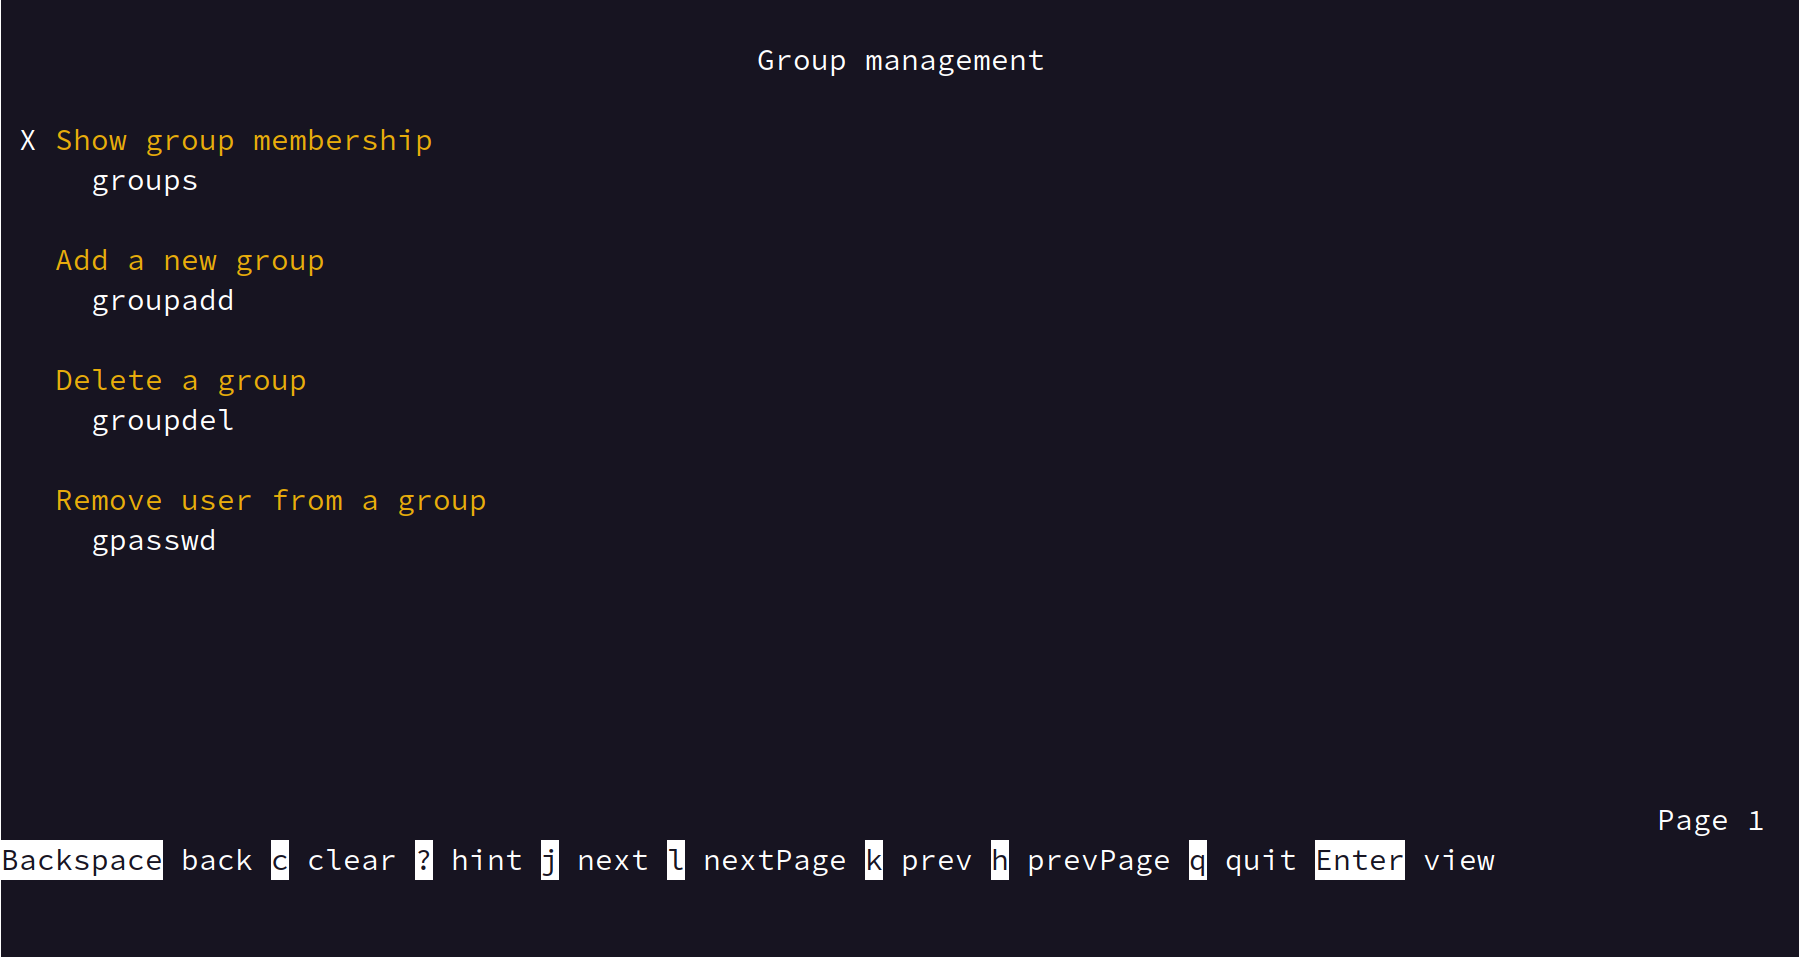 Group management
X Show group membership
groups
Add a new group
groupadd
Delete a group
groupdel
Remove user from a group
gpasswd
Page 1
Backspace back c clear ? hint j next l nextPage k prev h prevPage q quit Enter view